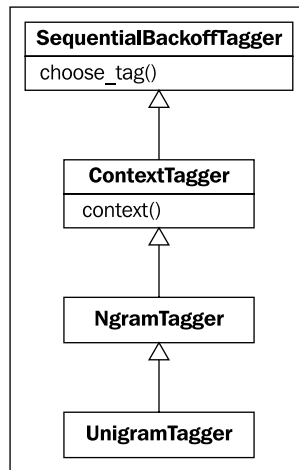 SequentialBackoffTagger
choose_tag()
ContextTagger
context()
NgramTagger
UnigramTagger